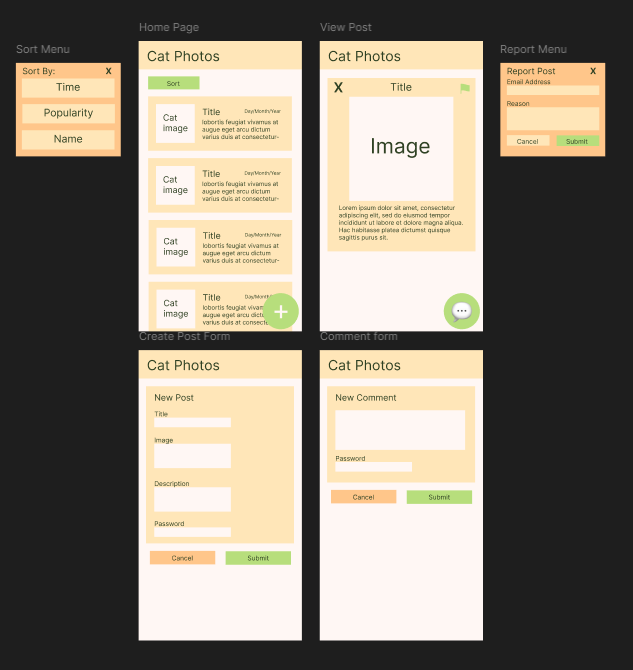 Sort Menu
Sort By:
X
Time
Popularity
Name
Home Page
Cat Photos
Sort
Cat
image
Title
Day/Month/Year
lobortis feugiat vivamus at
augue eget arcu dictum
varius duis at consectetur-
Cat
image
Title
Day/Month/Year
lobortis feugiat vivamus at
augue eget arcu dictum
varius duis at consectetur-
Cat
image
Title
Day/Month/Year
lobortis feugiat vivamus at
augue eget arcu dictum
varius duis at consectetur-
Cat
image
Title
Day/Month
lobortis feugiat
augue eget arcu dictum
varius duis at consectetur-
+
View Post
Cat Photos
X
Title
Image
Lorem ipsum dolor sit amet, consectetur
adipiscing elit, sed do eiusmod tempor
incididunt ut labore et dolore magna aliqua.
Hac habitasse platea dictumst quisque
sagittis purus sit.
Report Menu
Report Post
X
Email Address
Reason
Cancel
Submit
Create Post Form
Cat Photos
New Post
Title
Image
Description
Password
Cancel
Submit
Comment form
Cat Photos
New Comment
Password
Cancel
Submit